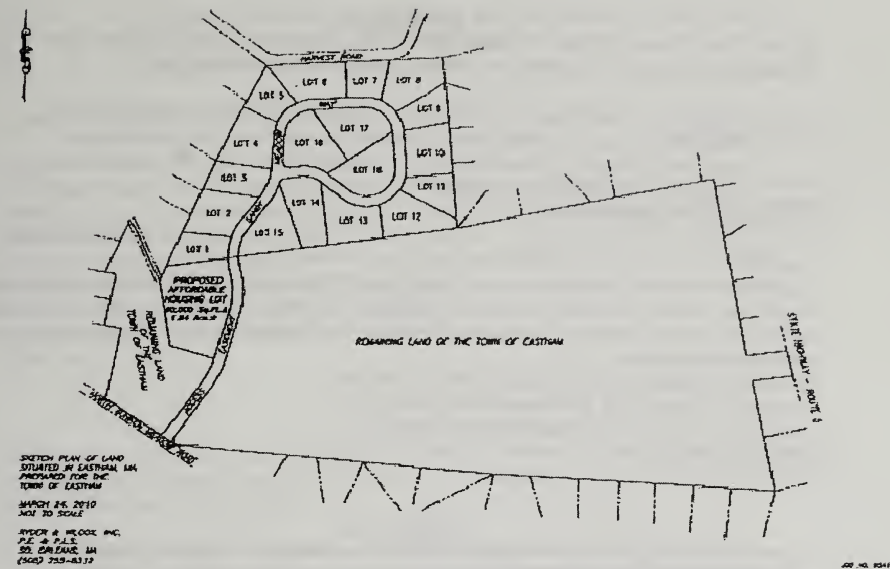 HARVEST ROAD
LOT 5
LOT 6
LOT 7
LOT 8
LOT 9
LOT 4
LOT 16
LOT 17
LOT 10
LOT 3
LOT 18
LOT 11
LOT 2
LOT 14
LOT 13
LOT 12
LOT 15
LOT 1
PROPOSED
AFFORDABLE
HOUSING LOT
REMAINING LAND
OF THE
TOWN OF EASTHAM
ACCESS
EASEMENT
REMAINING LAND OF THE TOWN OF EASTHAM
STATE HIGHWAY - ROUTE 6
SKETCH PLAN OF LAND
SITUATED IN EASTHAM, MA
PREPARED FOR THE
TOWN OF EASTHAM
MARCH 24, 2010
NOT TO SCALE
RYDER & WILCOX, INC.
P.E. & P.L.S.
SO. ORLEANS, MA
JOB NO.